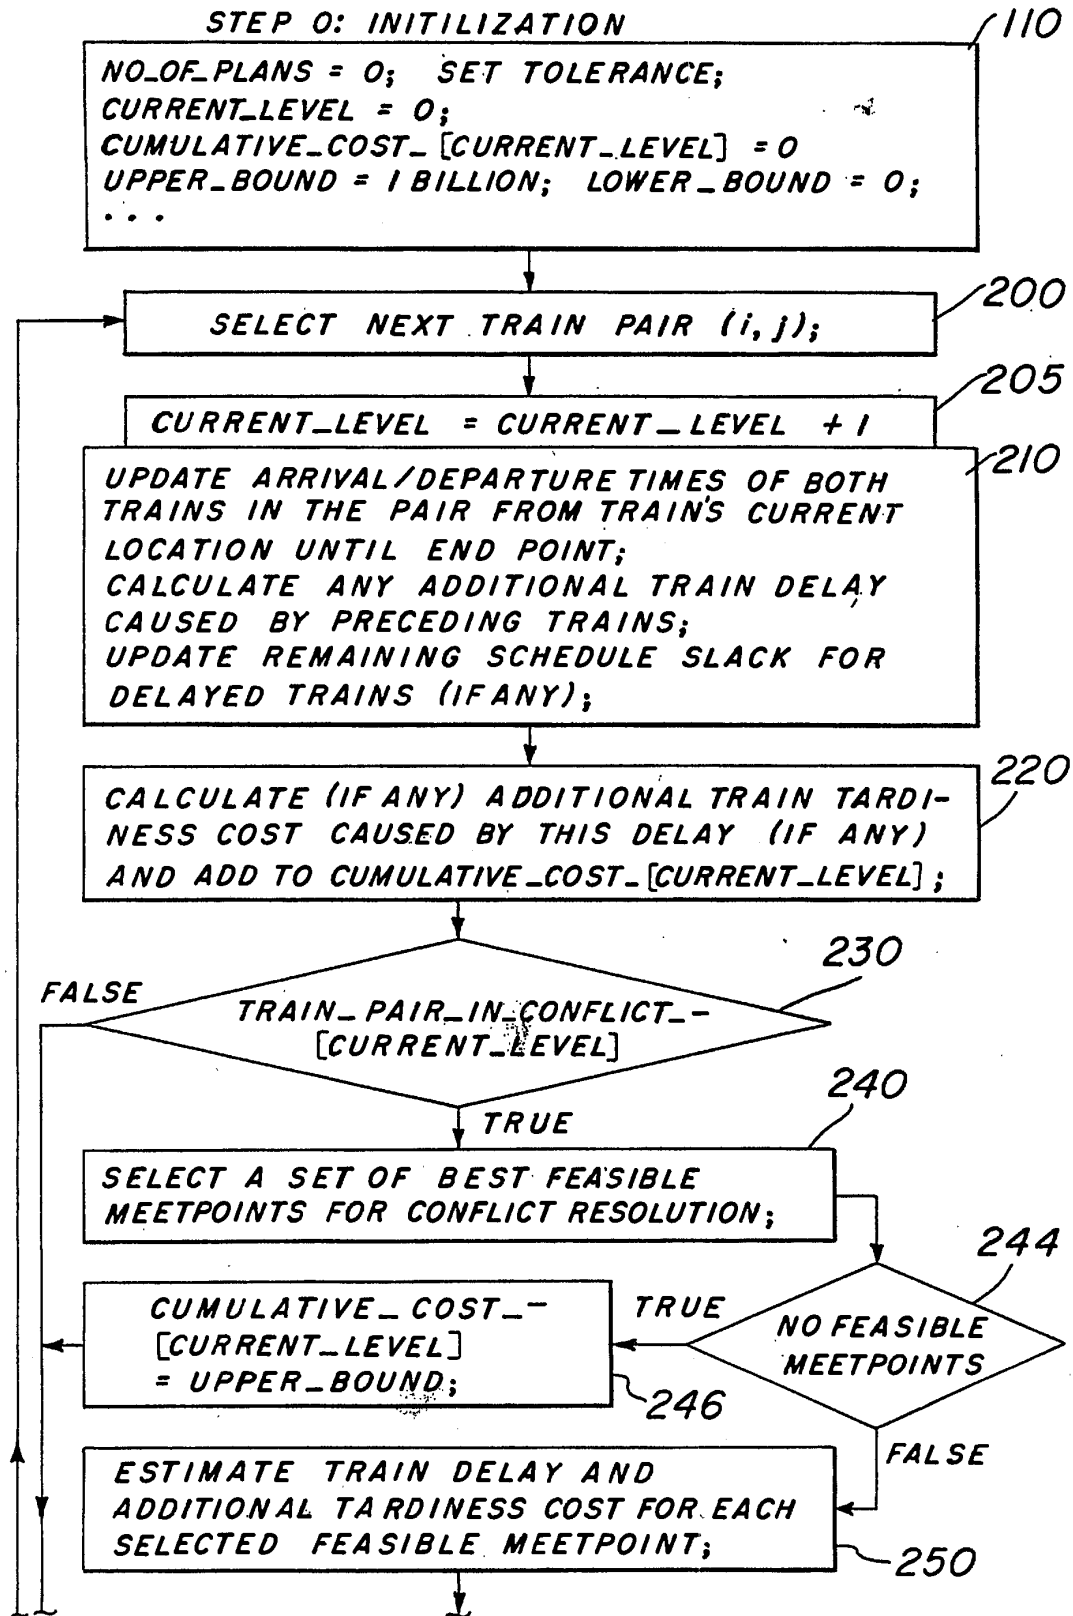 STEP 0: INITILIZATION
110
NO_OF_PLANS = 0; SET TOLERANCE;
CURRENT_LEVEL = 0;
CUMULATIVE_COST_[CURRENT_LEVEL] = 0
UPPER_BOUND = 1 BILLION; LOWER_BOUND = 0;
...
200
SELECT NEXT TRAIN PAIR (i, j);
205
CURRENT_LEVEL = CURRENT_LEVEL + 1
210
UPDATE ARRIVAL/DEPARTURE TIMES OF BOTH
TRAINS IN THE PAIR FROM TRAIN'S CURRENT
LOCATION UNTIL END POINT;
CALCULATE ANY ADDITIONAL TRAIN DELAY
CAUSED BY PRECEDING TRAINS;
UPDATE REMAINING SCHEDULE SLACK FOR
DELAYED TRAINS (IF ANY);
220
CALCULATE (IF ANY) ADDITIONAL TRAIN TARDI-
NESS COST CAUSED BY THIS DELAY (IF ANY)
AND ADD TO CUMULATIVE_COST_[CURRENT_LEVEL];
230
FALSE
TRAIN_PAIR_IN_CONFLICT_-
[CURRENT_LEVEL]
TRUE
240
SELECT A SET OF BEST FEASIBLE
MEETPOINTS FOR CONFLICT RESOLUTION;
244
NO FEASIBLE
MEETPOINTS
TRUE
CUMULATIVE_COST_-
[CURRENT_LEVEL]
= UPPER_BOUND;
246
FALSE
ESTIMATE TRAIN DELAY AND
ADDITIONAL TARDINESS COST FOR EACH
SELECTED FEASIBLE MEETPOINT;
250